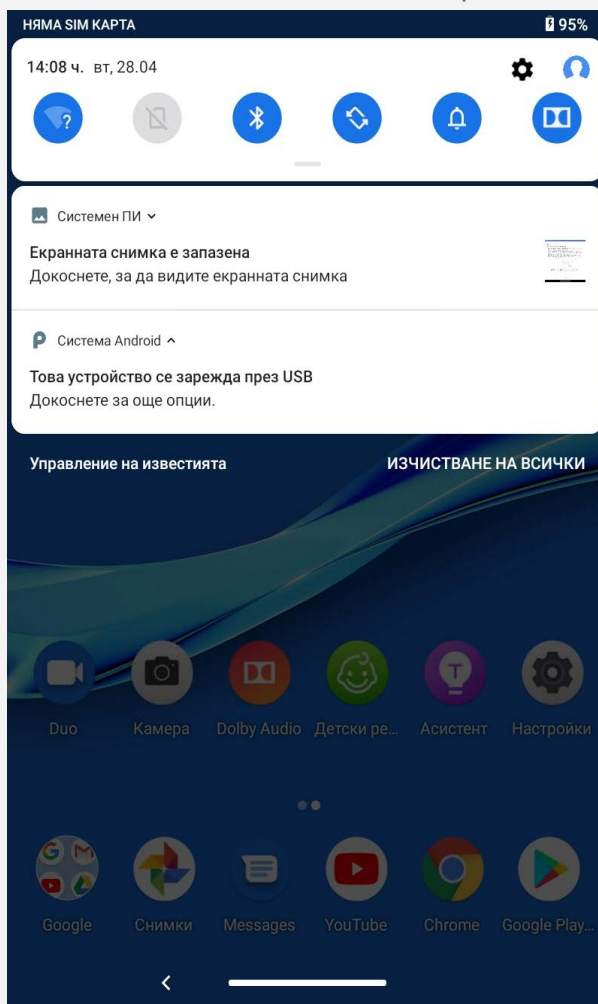 НЯМА SIM КАРТА 95%
14:08 ч. вт, 28.04
Системен ПИ
Екранната снимка е запазена
Докоснете, за да видите екранната снимка
Система Android
Това устройство се зарежда през USB
Докоснете за още опции.
Управление на известията ИЗЧИСТВАНЕ НА ВСИЧКИ
Duo Камера Dolby Audio Детски ре... Асистент Настройки
Google Снимки Messages YouTube Chrome Google Play...